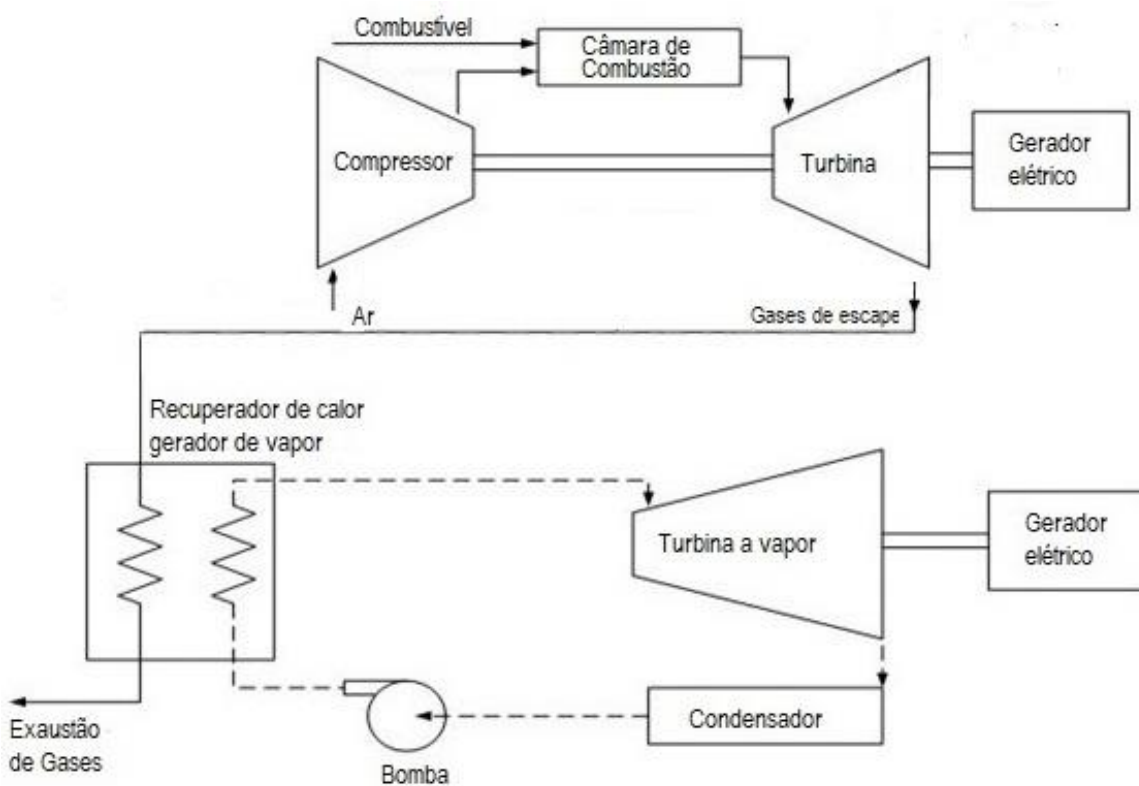 Combustível
Câmara de
Combustão
Compressor
Turbina
Gerador
elétrico
Ar
Gases de escape
Recuperador de calor
gerador de vapor
Turbina a vapor
Gerador
elétrico
Condensador
Exaustão
de Gases
Bomba